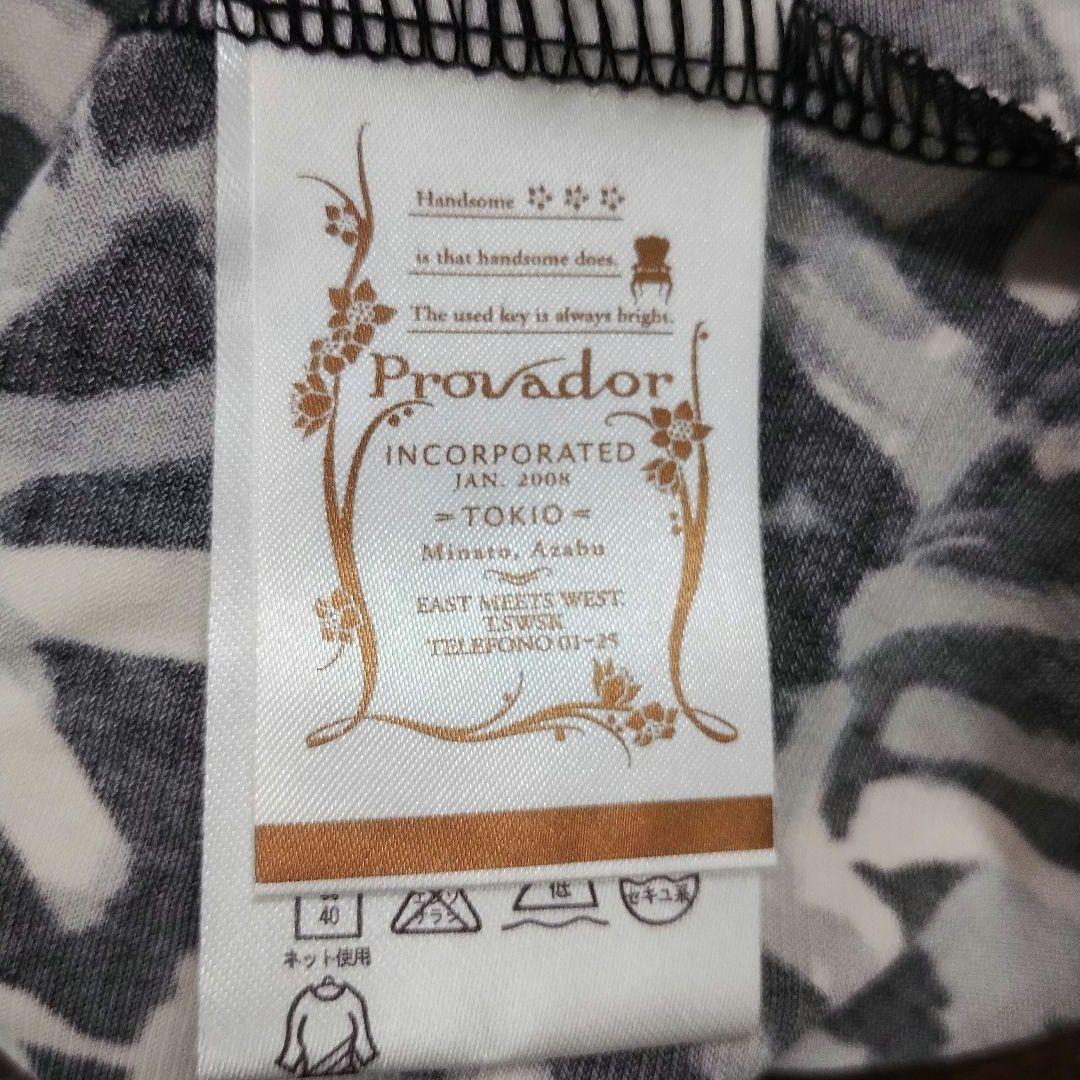 Handsome
is that handsome does.
The used key is always bright.
Provador
INCORPORATED
JAN. 2008
TOKIO
Minato, Azabu
EAST MEETS WEST.
T.SWSK
TELEFONO 01-25
40 低 セキユ系
ネット使用